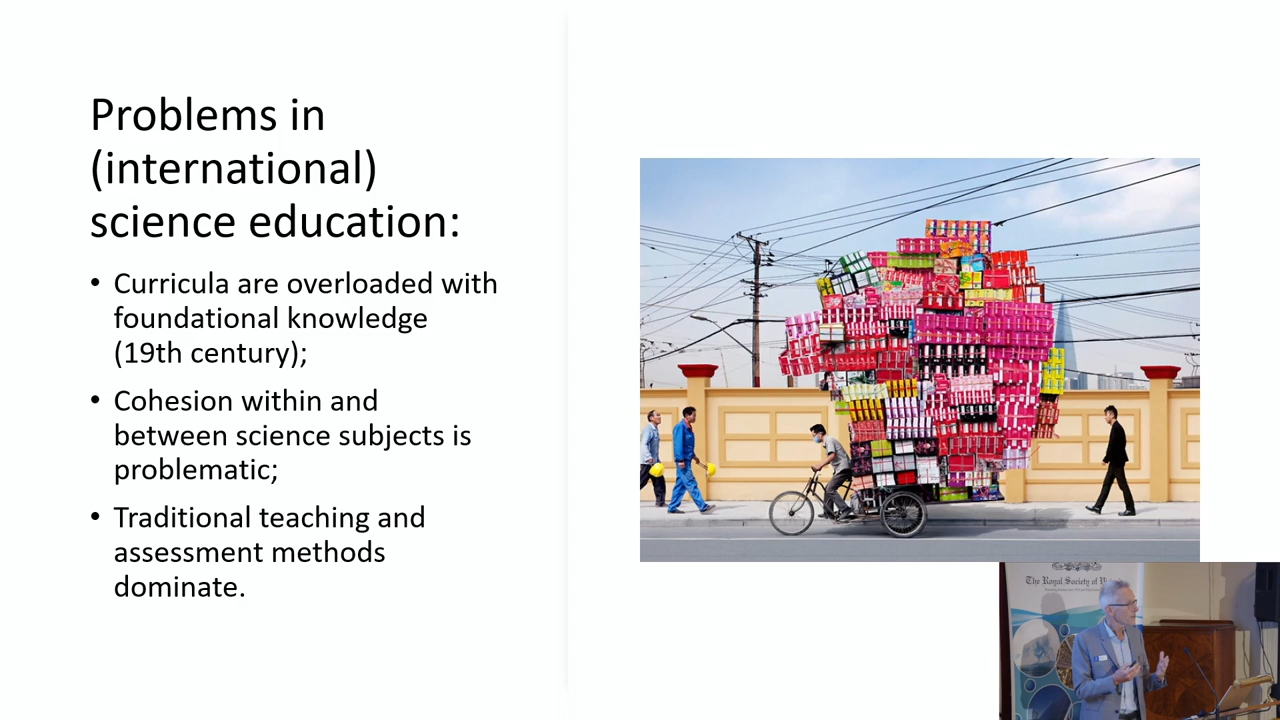 Problems in
(international)
science education:
• Curricula are overloaded with
foundational knowledge
(19th century);
• Cohesion within and
between science subjects is
problematic;
• Traditional teaching and
assessment methods
dominate.
The Royal Society of